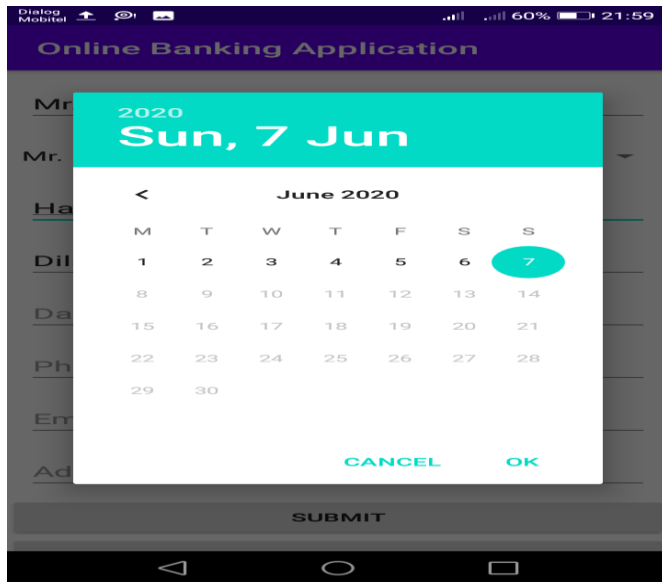 Dialog
Mobitel 60% 21:59
Online Banking Application
Mr.
Mr.
Ha
Dil
Da
Ph
Em
Ad
2020
Sun, 7 Jun
< June 2020
M T W T F S S
1 2 3 4 5 6 7
8 9 10 11 12 13 14
15 16 17 18 19 20 21
22 23 24 25 26 27 28
29 30
CANCEL OK
SUBMIT